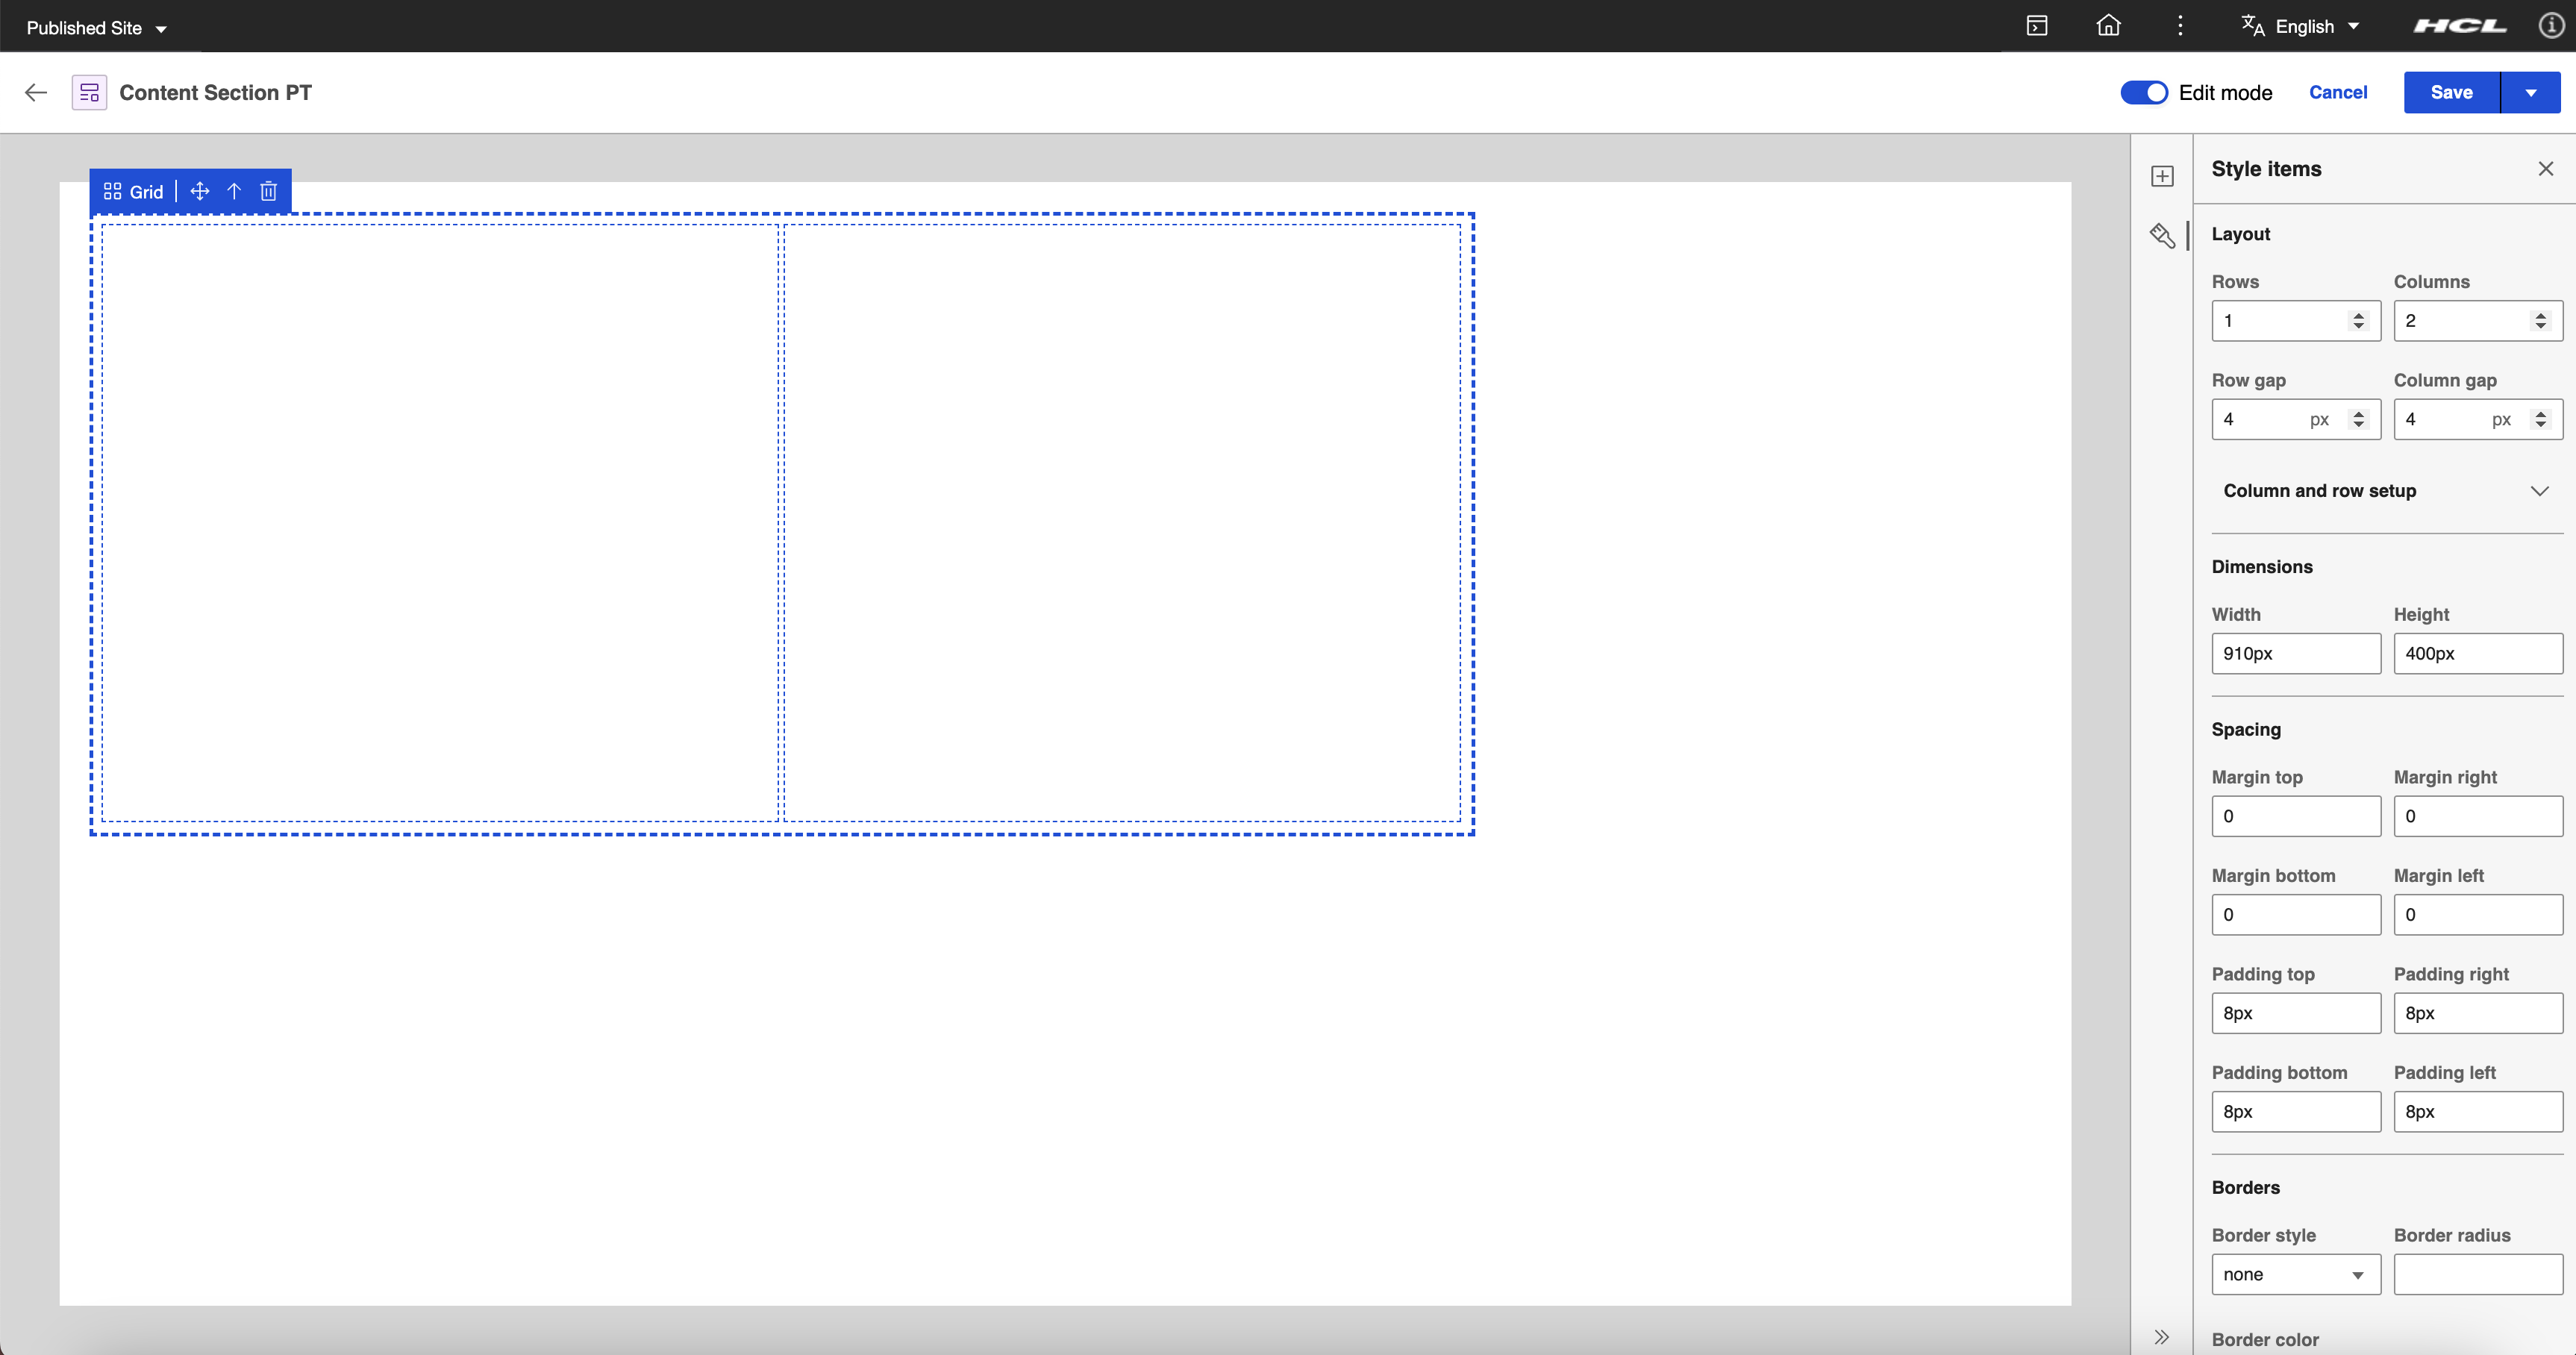 Published Site
English
HCL
Content Section PT
Edit mode
Cancel
Save
Grid
Style items
Layout
Rows Columns
1 2
Row gap Column gap
4 px 4 px
Column and row setup
Dimensions
Width Height
910px 400px
Spacing
Margin top Margin right
0 0
Margin bottom Margin left
0 0
Padding top Padding right
8px 8px
Padding bottom Padding left
8px 8px
Borders
Border style Border radius
none
Border color